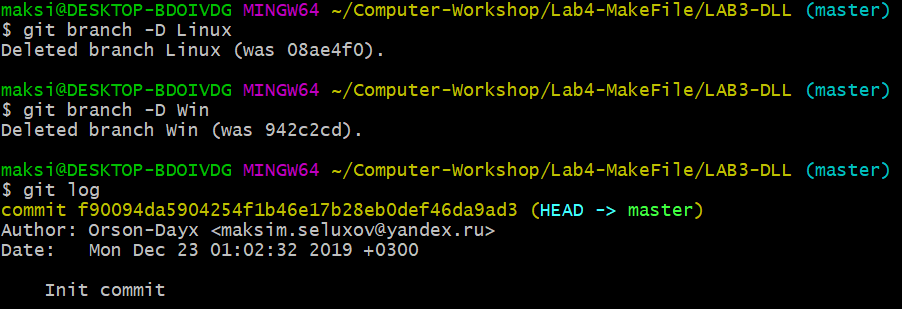 maksi@DESKTOP-BDOIVDG MINGW64 ~/Computer-Workshop/Lab4-MakeFile/LAB3-DLL (master)
$ git branch -D Linux
Deleted branch Linux (was 08ae4f0).
maksi@DESKTOP-BDOIVDG MINGW64 ~/Computer-Workshop/Lab4-MakeFile/LAB3-DLL (master)
$ git branch -D Win
Deleted branch Win (was 942c2cd).
maksi@DESKTOP-BDOIVDG MINGW64 ~/Computer-Workshop/Lab4-MakeFile/LAB3-DLL (master)
$ git log
commit f90094da5904254f1b46e17b28eb0def46da9ad3 (HEAD -> master)
Author: Orson-Dayx <maksim.seluxov@yandex.ru>
Date:   Mon Dec 23 01:02:32 2019 +0300
    Init commit